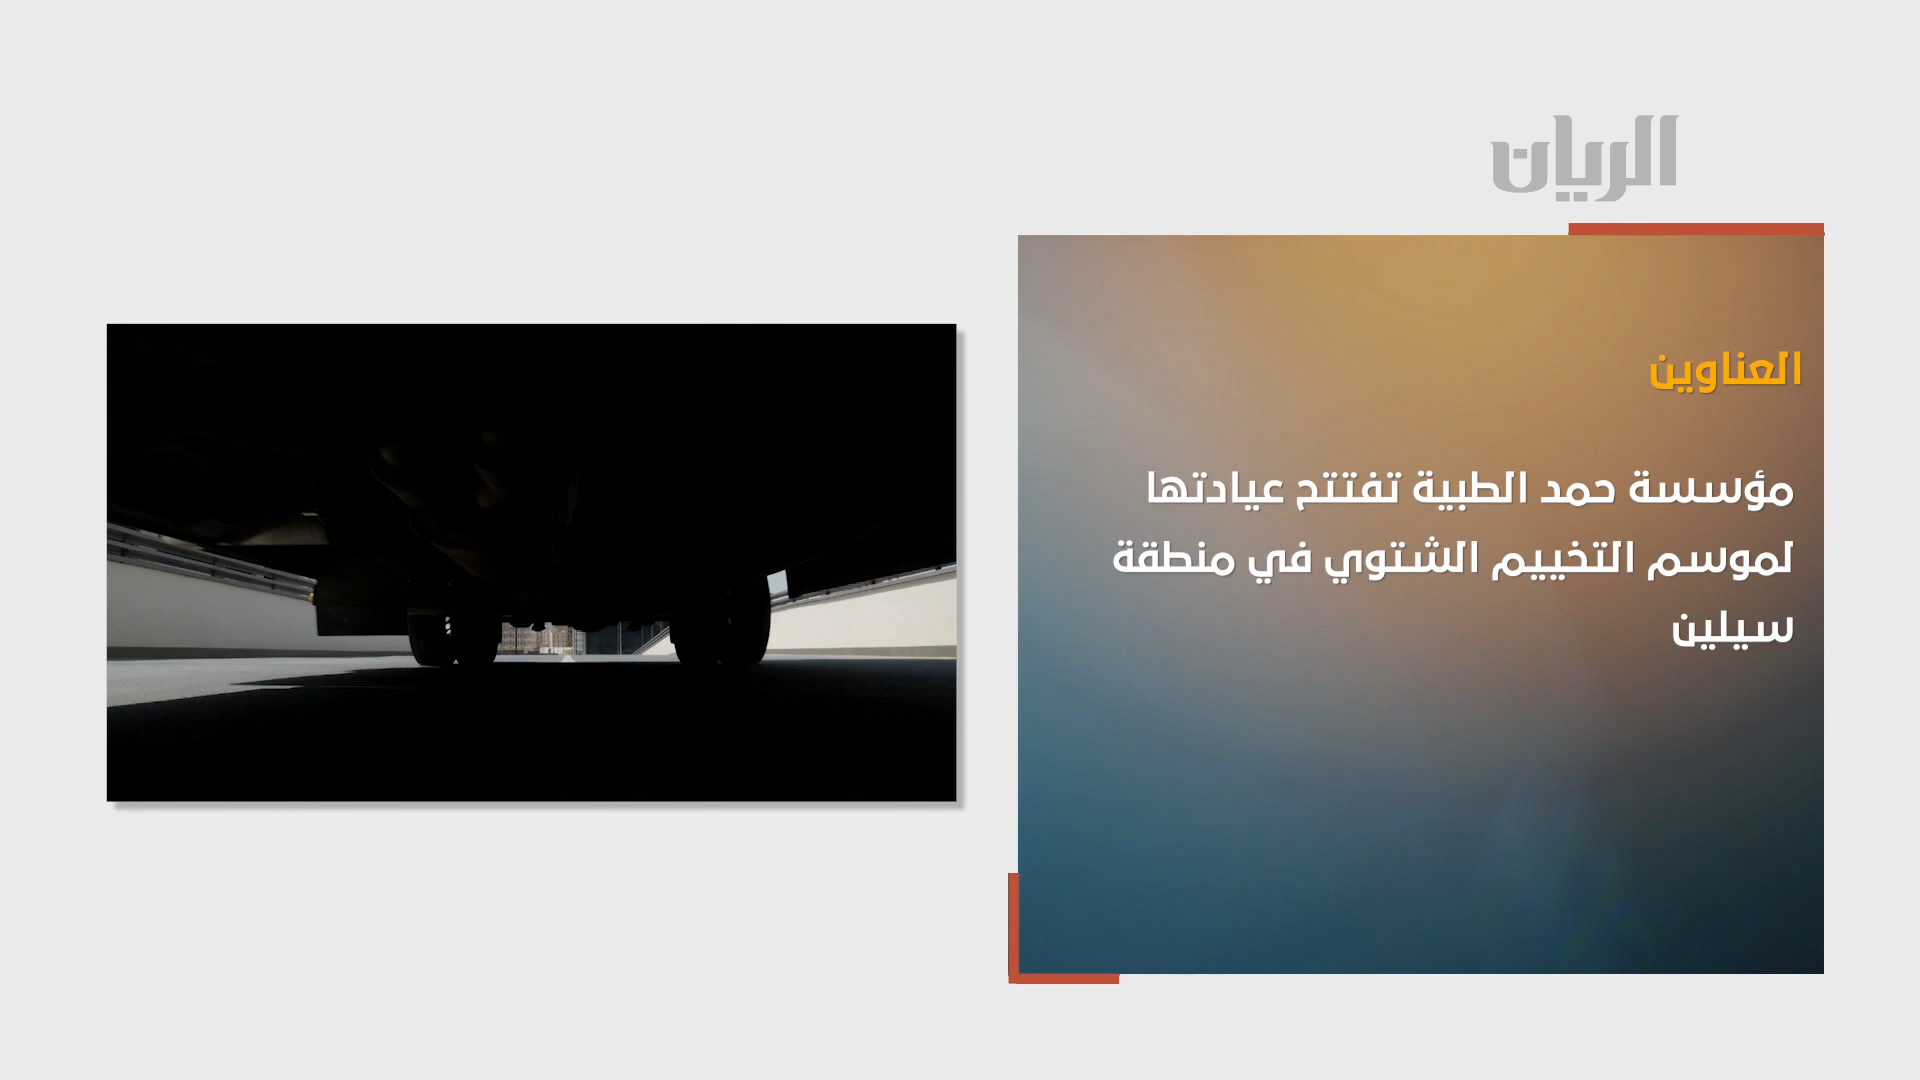 الريان
العناوين
مؤسسة حمد الطبية تفتتح عيادتها
لموسم التخييم الشتوي في منطقة
سيلين